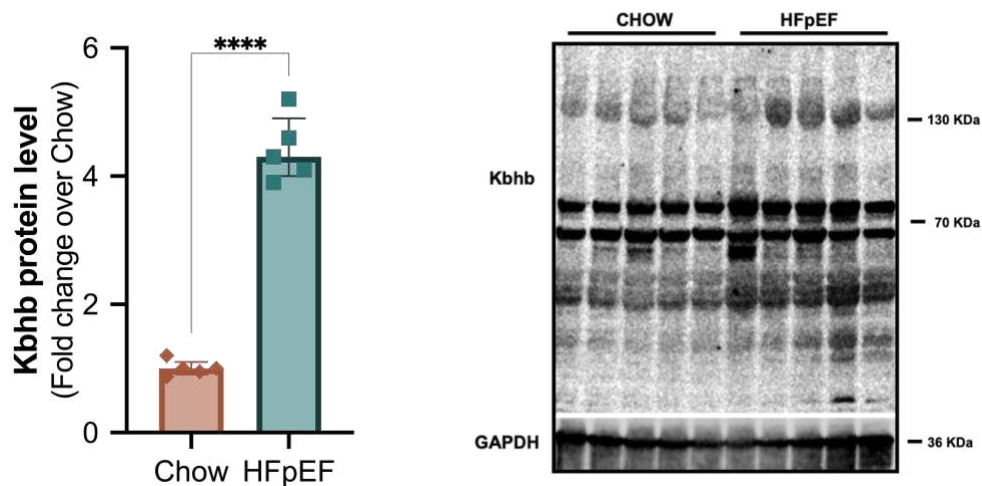 Kbhb protein level
(Fold change over Chow)
6
4
2
0
****
Chow HFpEF
CHOW HFpEF
Kbhb
GAPDH
130 KDa
70 KDa
36 KDa